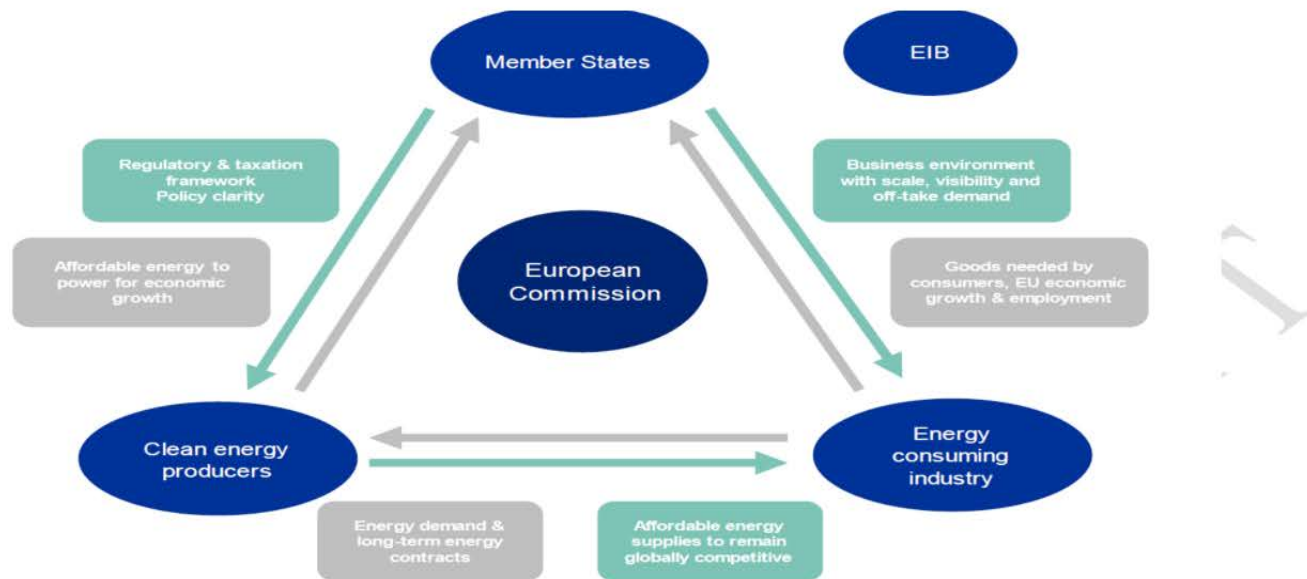 Member States
EIB
Regulatory & taxation
framework
Policy clarity
Business environment
with scale, visibility and
off-take demand
Affordable energy to
power for economic
growth
European
Commission
Goods needed by
consumers, EU economic
growth & employment
Clean energy
producers
Energy
consuming
industry
Energy demand &
long-term energy
contracts
Affordable energy
supplies to remain
globally competitive